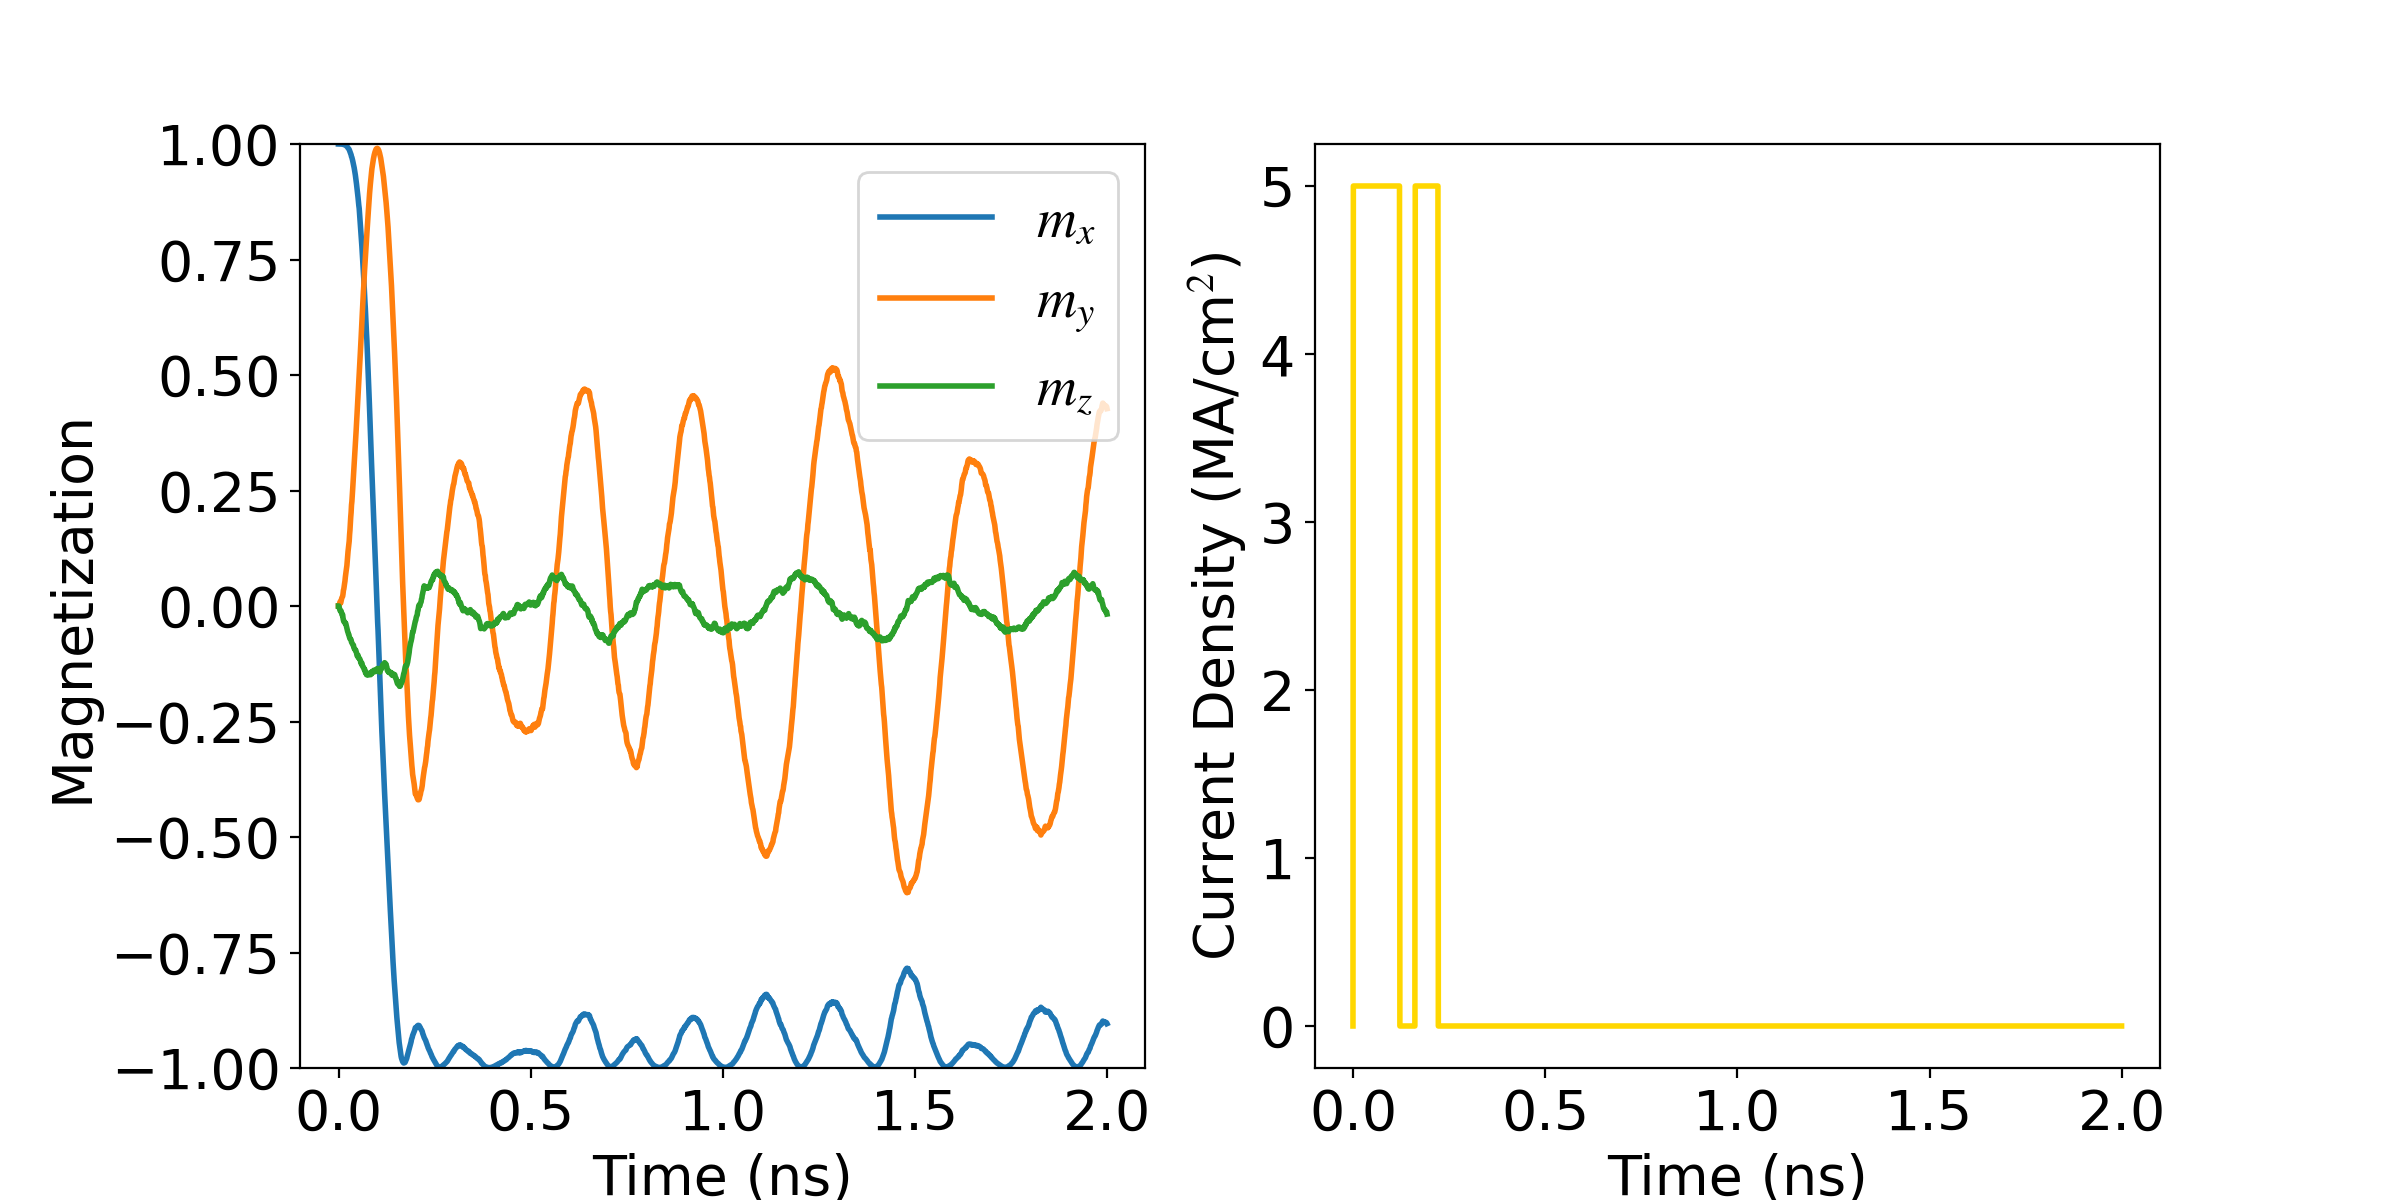 Magnetization
1.00
0.75
0.50
0.25
0.00
−0.25
−0.50
−0.75
−1.00
0.0 0.5 1.0 1.5 2.0
Time (ns)
m_x
m_y
m_z
Current Density (MA/cm²)
5
4
3
2
1
0
0.0 0.5 1.0 1.5 2.0
Time (ns)